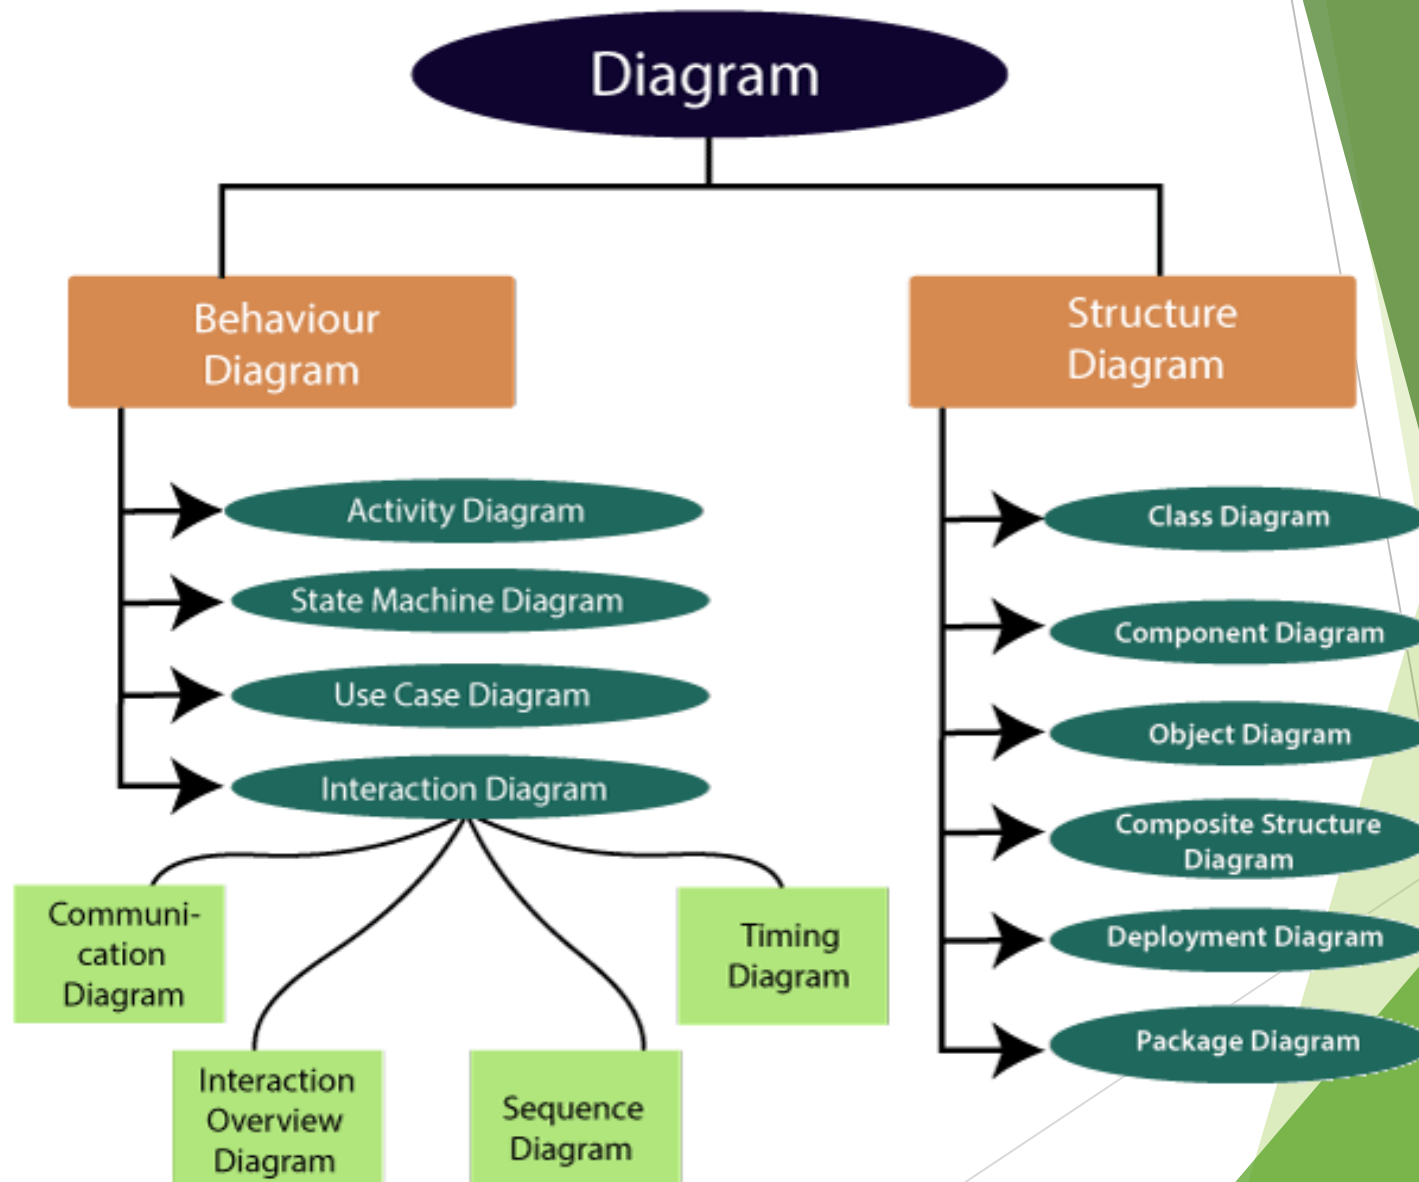 Diagram
Behaviour
Diagram
Structure
Diagram
Activity Diagram
State Machine Diagram
Use Case Diagram
Interaction Diagram
Communi-
cation
Diagram
Interaction
Overview
Diagram
Sequence
Diagram
Timing
Diagram
Class Diagram
Component Diagram
Object Diagram
Composite Structure
Diagram
Deployment Diagram
Package Diagram